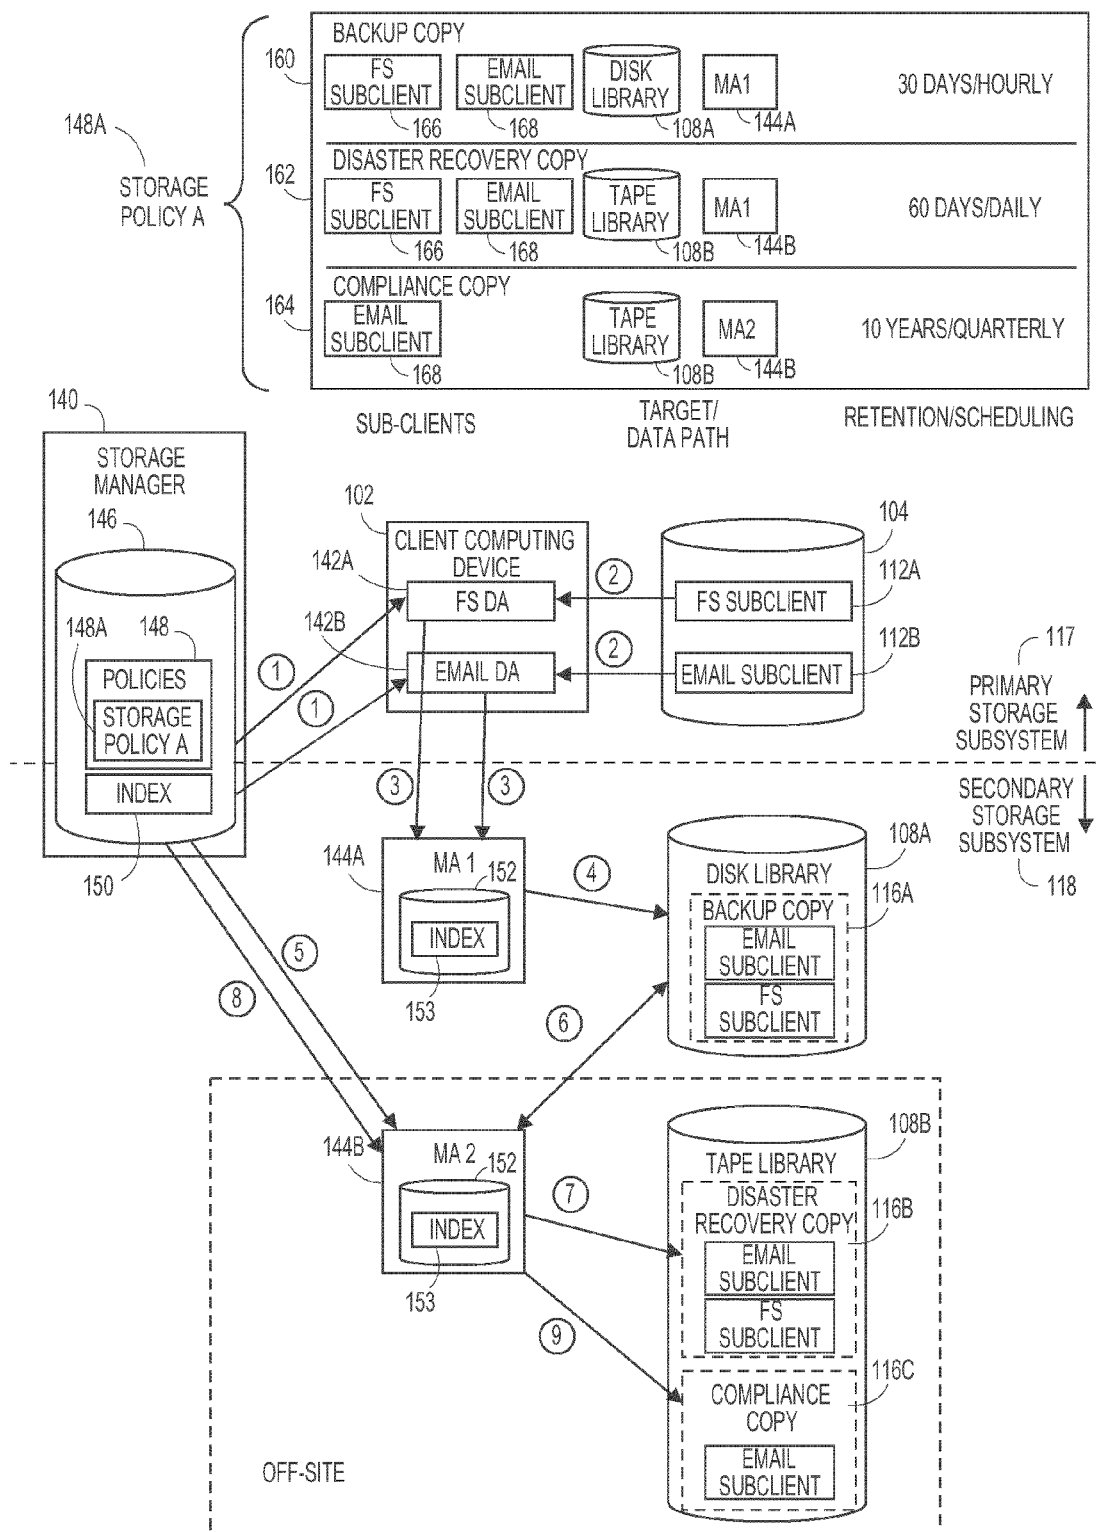 BACKUP COPY
160
FS
SUBCLIENT
166
EMAIL
SUBCLIENT
168
DISK
LIBRARY
108A
MA1
144A
30 DAYS/HOURLY
148A
STORAGE
POLICY A
DISASTER RECOVERY COPY
162
FS
SUBCLIENT
166
EMAIL
SUBCLIENT
168
TAPE
LIBRARY
108B
MA1
144B
60 DAYS/DAILY
COMPLIANCE COPY
164
EMAIL
SUBCLIENT
168
TAPE
LIBRARY
108B
MA2
144B
10 YEARS/QUARTERLY
SUB-CLIENTS
TARGET/
DATA PATH
RETENTION/SCHEDULING
140
STORAGE
MANAGER
146
148A
148
POLICIES
STORAGE
POLICY A
INDEX
150
1
1
102
CLIENT COMPUTING
DEVICE
142A
FS DA
142B
EMAIL DA
2
2
104
FS SUBCLIENT
112A
EMAIL SUBCLIENT
112B
117
PRIMARY
STORAGE
SUBSYSTEM
SECONDARY
STORAGE
SUBSYSTEM
118
3
3
144A
MA 1
152
INDEX
153
4
108A
DISK LIBRARY
116A
BACKUP COPY
EMAIL
SUBCLIENT
FS
SUBCLIENT
5
8
6
144B
MA 2
152
INDEX
153
7
9
108B
TAPE LIBRARY
DISASTER
RECOVERY COPY
116B
EMAIL
SUBCLIENT
FS
SUBCLIENT
116C
COMPLIANCE
COPY
EMAIL
SUBCLIENT
OFF-SITE